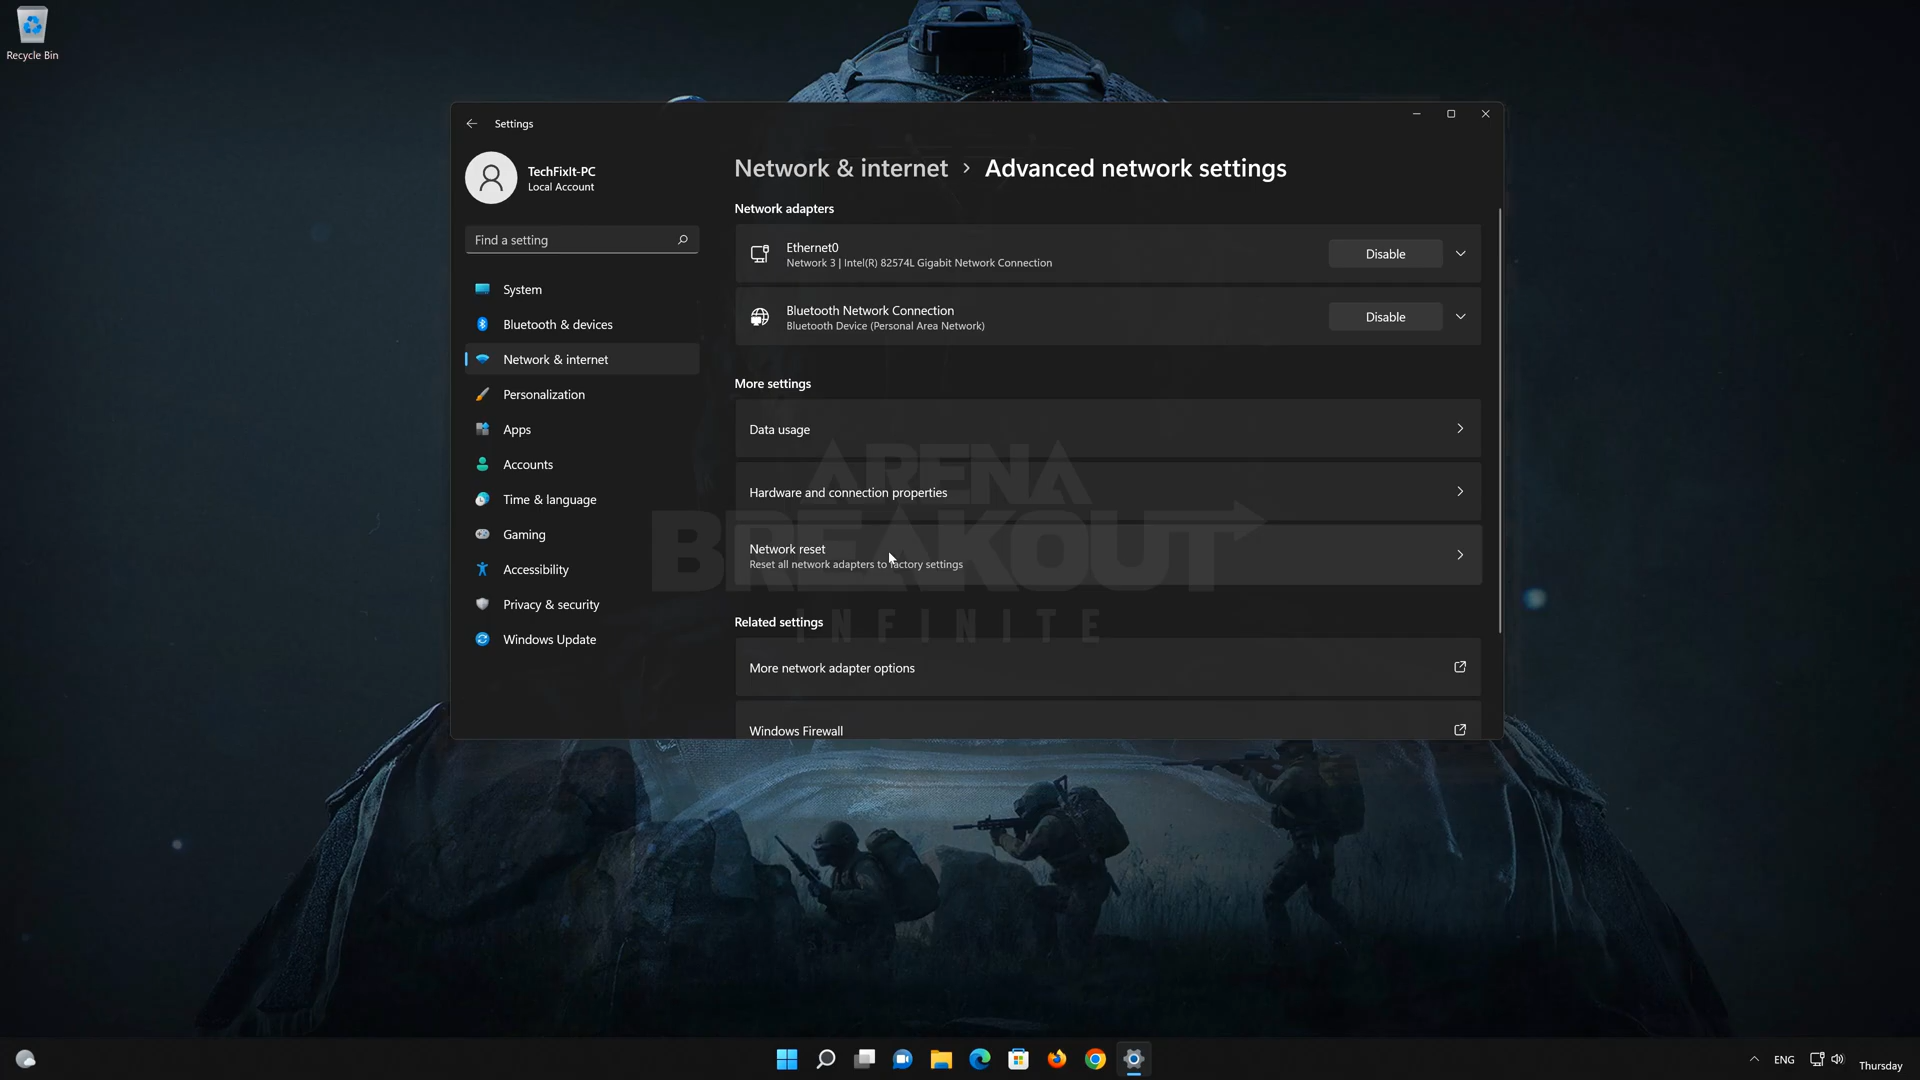 Recycle Bin
Settings
TechFixIt-PC
Local Account
Find a setting
System
Bluetooth & devices
Network & internet
Personalization
Apps
Accounts
Time & language
Gaming
Accessibility
Privacy & security
Windows Update
Network & internet > Advanced network settings
Network adapters
Ethernet0
Network 3 | Intel(R) 82574L Gigabit Network Connection
Disable
Bluetooth Network Connection
Bluetooth Device (Personal Area Network)
Disable
More settings
Data usage
Hardware and connection properties
Network reset
Reset all network adapters to factory settings
Related settings
More network adapter options
Windows Firewall
ARENA
BREAKOUT
INFINITE
ENG
Thursday